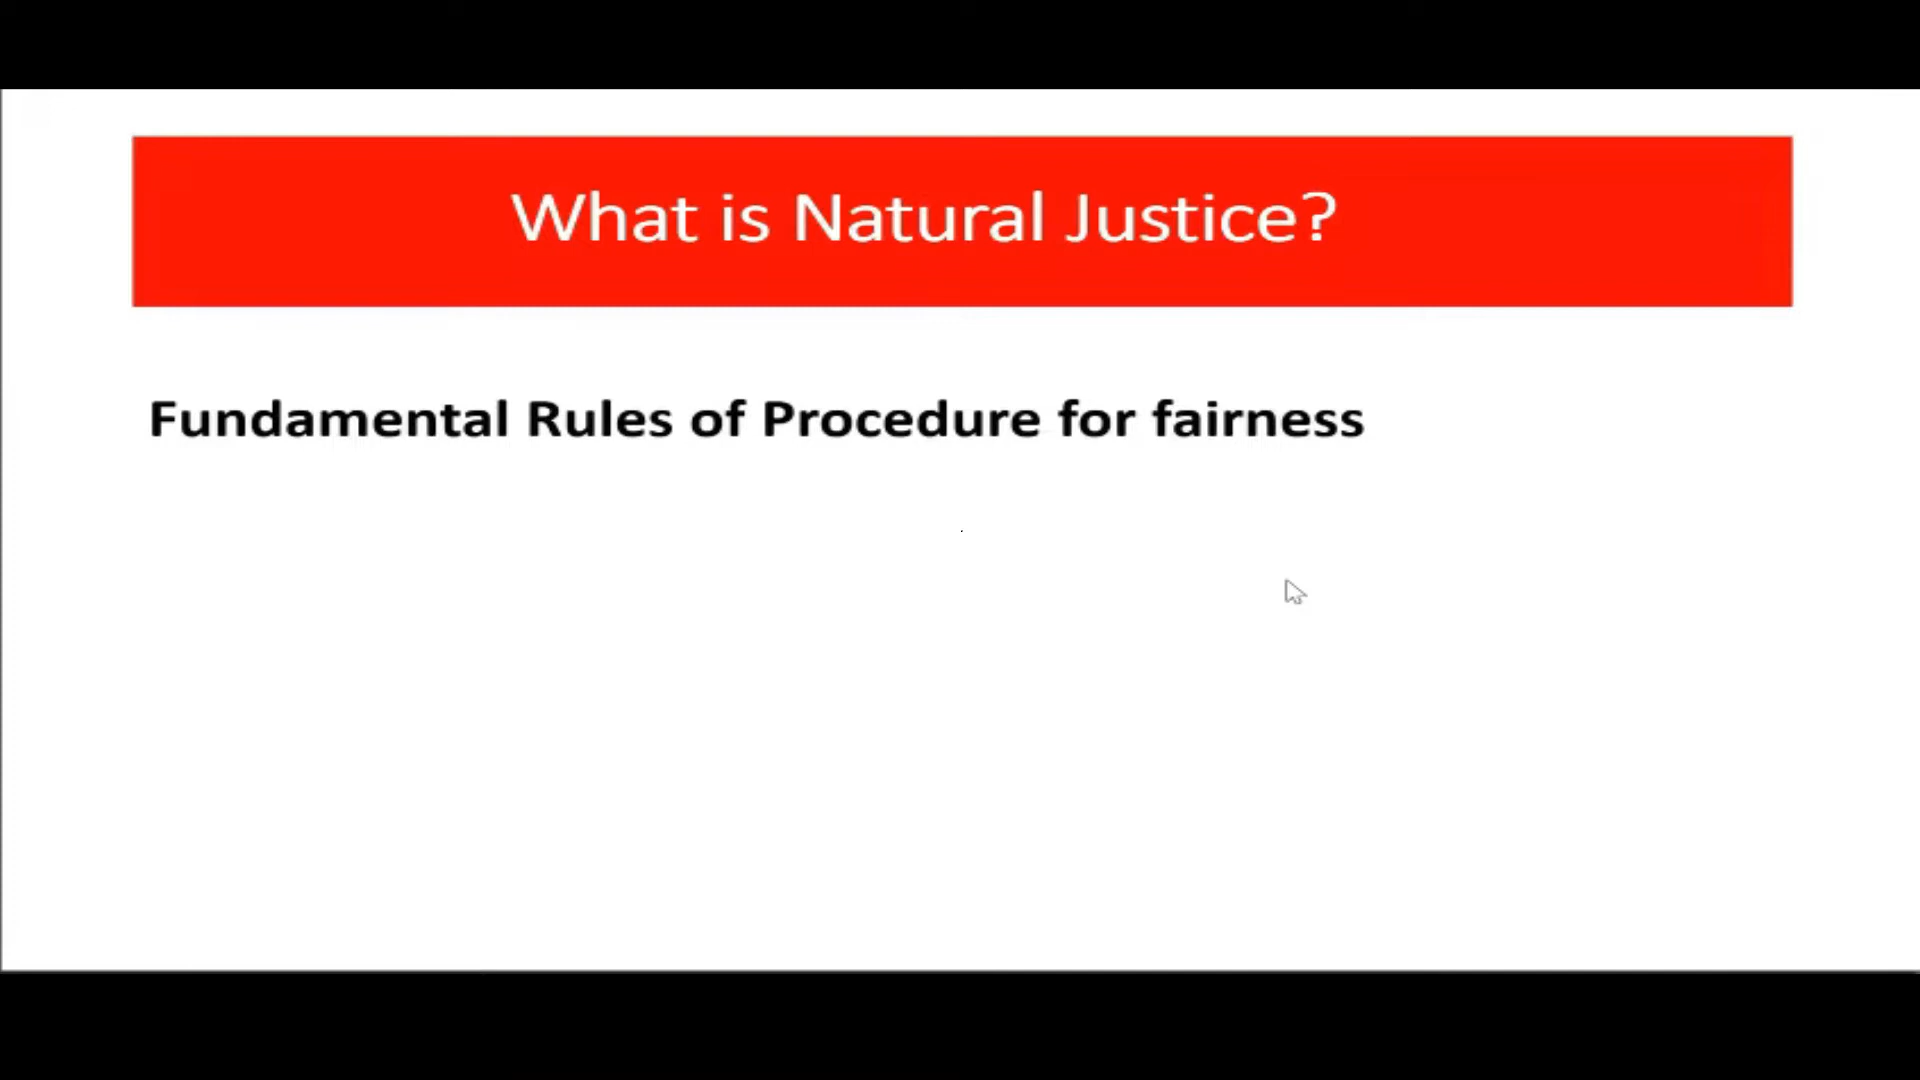 What is Natural Justice?
Fundamental Rules of Procedure for fairness